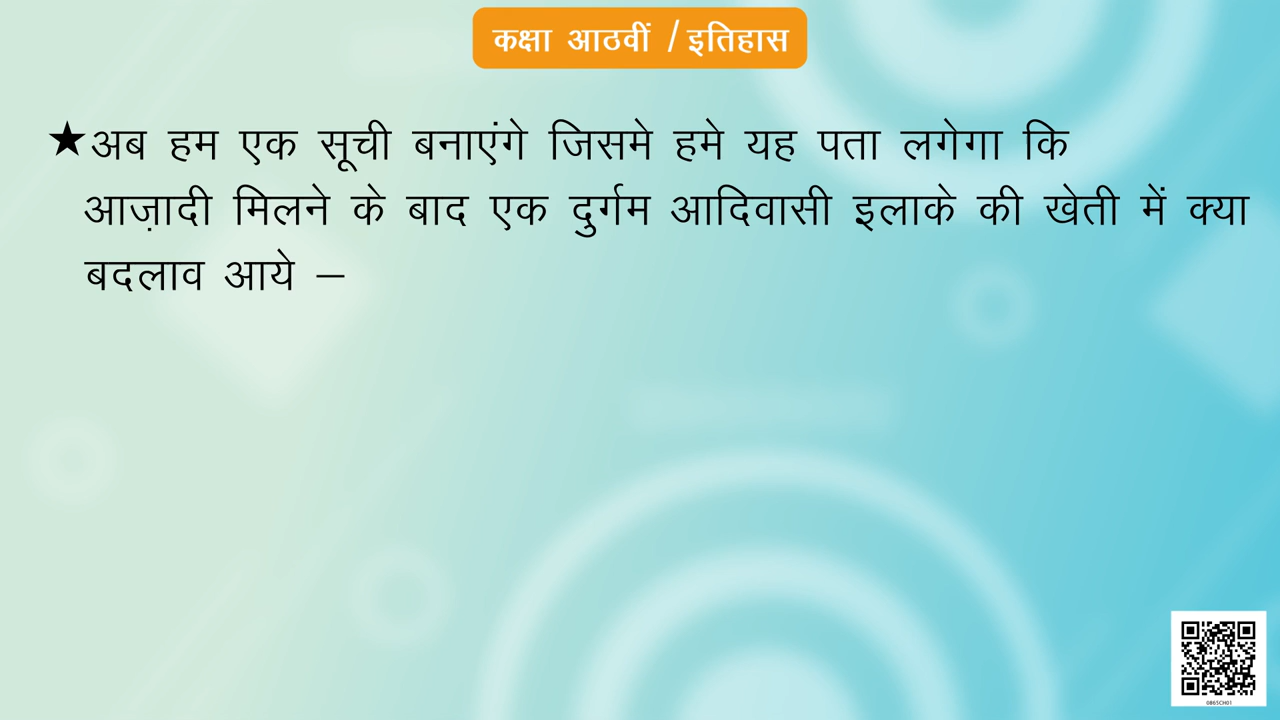 कक्षा आठवीं / इतिहास
★अब हम एक सूची बनाएंगे जिसमे हमे यह पता लगेगा कि
आज़ादी मिलने के बाद एक दुर्गम आदिवासी इलाके की खेती में क्या
बदलाव आये –
0865CH01